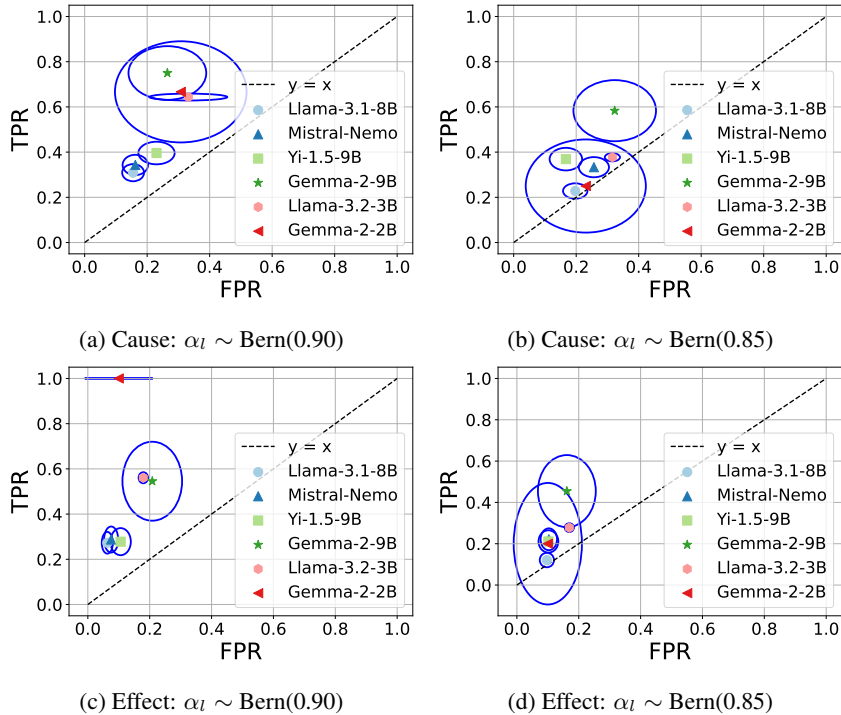 TPR
1.0
0.8
0.6
0.4
0.2
0.0
0.0 0.2 0.4 0.6 0.8 1.0
FPR
y = x
Llama-3.1-8B
Mistral-Nemo
Yi-1.5-9B
Gemma-2-9B
Llama-3.2-3B
Gemma-2-2B
(a) Cause: αl ∼ Bern(0.90)
TPR
1.0
0.8
0.6
0.4
0.2
0.0
0.0 0.2 0.4 0.6 0.8 1.0
FPR
y = x
Llama-3.1-8B
Mistral-Nemo
Yi-1.5-9B
Gemma-2-9B
Llama-3.2-3B
Gemma-2-2B
(b) Cause: αl ∼ Bern(0.85)
TPR
1.0
0.8
0.6
0.4
0.2
0.0
0.0 0.2 0.4 0.6 0.8 1.0
FPR
y = x
Llama-3.1-8B
Mistral-Nemo
Yi-1.5-9B
Gemma-2-9B
Llama-3.2-3B
Gemma-2-2B
(c) Effect: αl ∼ Bern(0.90)
TPR
1.0
0.8
0.6
0.4
0.2
0.0
0.0 0.2 0.4 0.6 0.8 1.0
FPR
y = x
Llama-3.1-8B
Mistral-Nemo
Yi-1.5-9B
Gemma-2-9B
Llama-3.2-3B
Gemma-2-2B
(d) Effect: αl ∼ Bern(0.85)